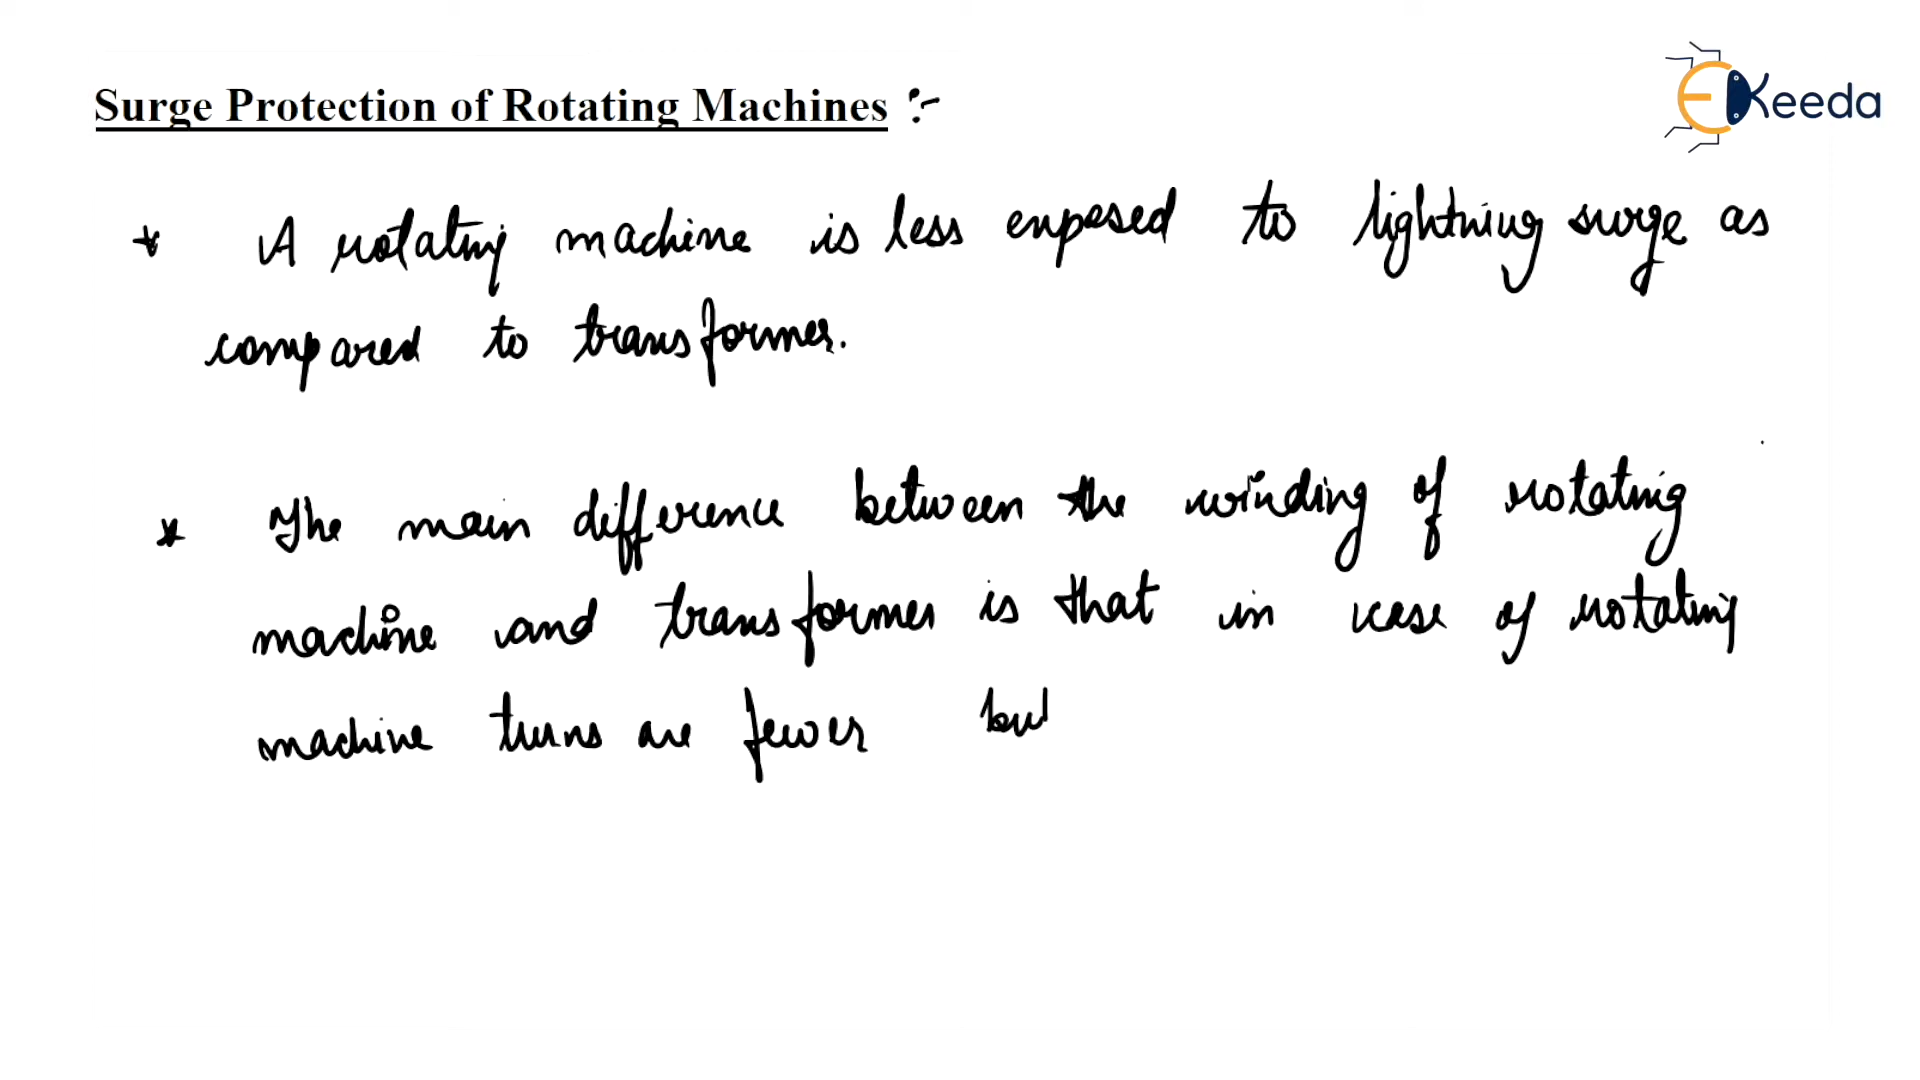 Surge Protection of Rotating Machines :-
EKeeda
* A rotating machine is less exposed to lightning surge as
compared to transformer.
* The main difference between the winding of rotating
machine and transformer is that in case of rotating
machine turns are fewer but